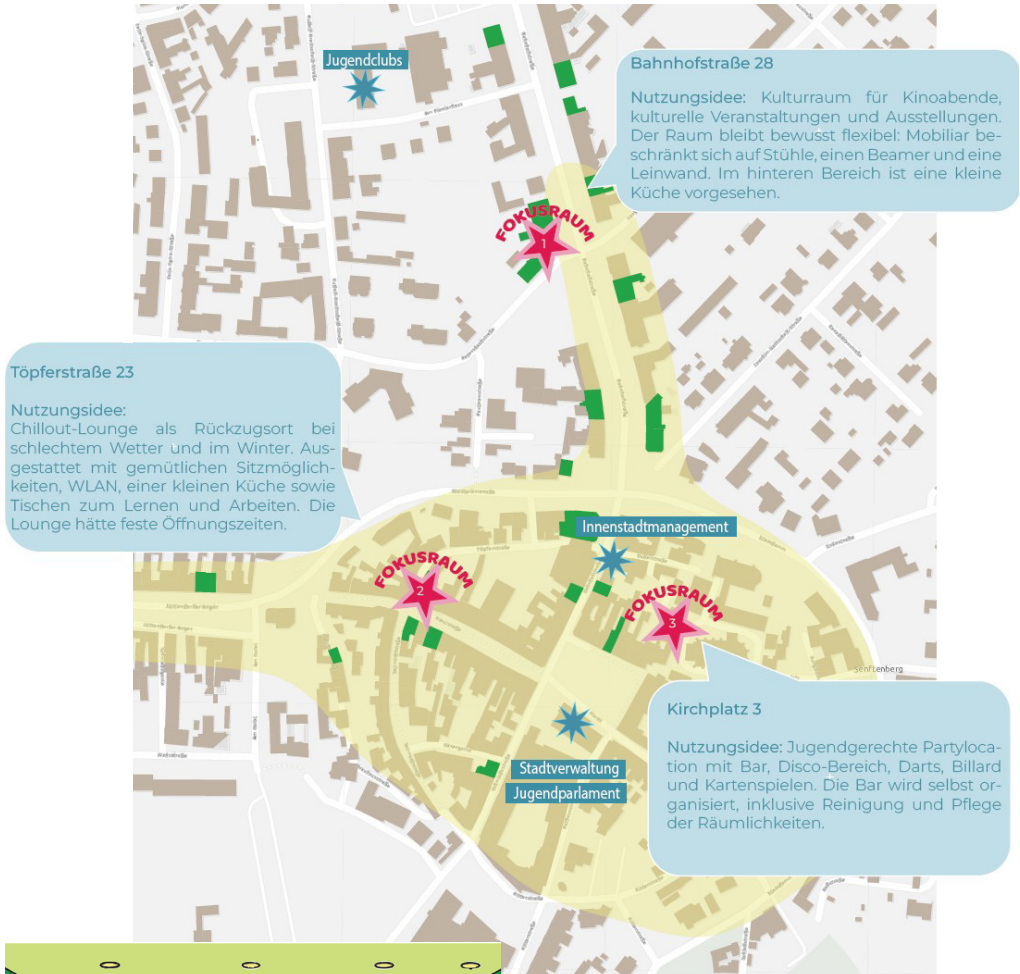 Jugendclubs
Bahnhofstraße 28
Nutzungsidee: Kulturraum für Kinoabende,
kulturelle Veranstaltungen und Ausstellungen.
Der Raum bleibt bewusst flexibel: Mobiliar be-
schränkt sich auf Stühle, einen Beamer und eine
Leinwand. Im hinteren Bereich ist eine kleine
Küche vorgesehen.
FOKUSRAUM
1
Töpferstraße 23
Nutzungsidee:
Chillout-Lounge als Rückzugsort bei
schlechtem Wetter und im Winter. Aus-
gestattet mit gemütlichen Sitzmöglich-
keiten, WLAN, einer kleinen Küche sowie
Tischen zum Lernen und Arbeiten. Die
Lounge hätte feste Öffnungszeiten.
Bahnhofstraße
Innenstadtmanagement
Töpferstraße
FOKUSRAUM
2
FOKUSRAUM
3
Senftenberg
Kirchplatz 3
Nutzungsidee: Jugendgerechte Partyloca-
tion mit Bar, Disco-Bereich, Darts, Billard
und Kartenspielen. Die Bar wird selbst or-
ganisiert, inklusive Reinigung und Pflege
der Räumlichkeiten.
Stadtverwaltung
Jugendparlament